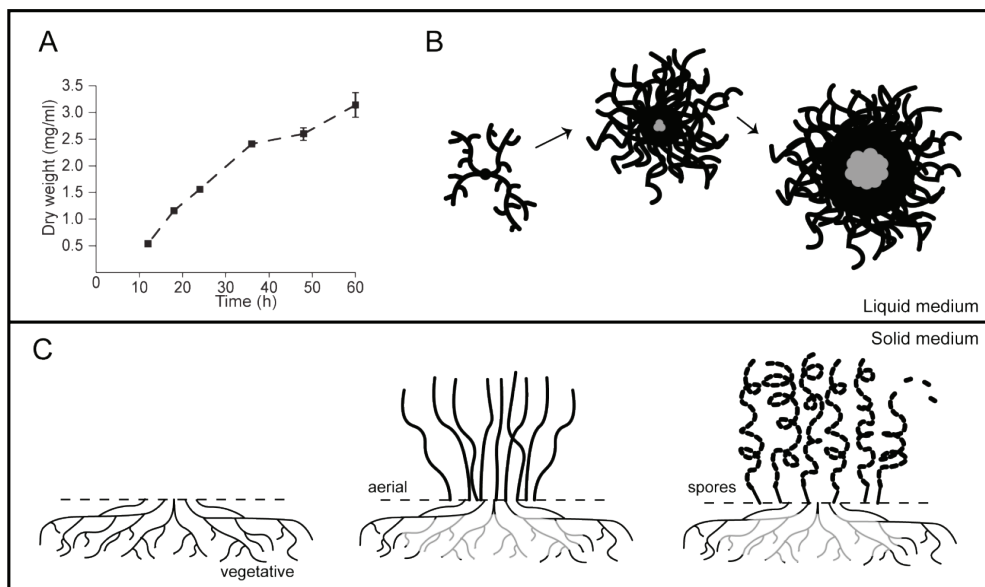 A
B
Dry weight (mg/ml)
3.5
3.0
2.5
2.0
1.5
1.0
0.5
0
0 10 20 30 40 50 60
Time (h)
Liquid medium
Solid medium
C
aerial
spores
vegetative